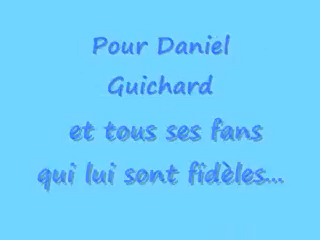 Pour Daniel
Guichard
et tous ses fans
qui lui sont fidèles...